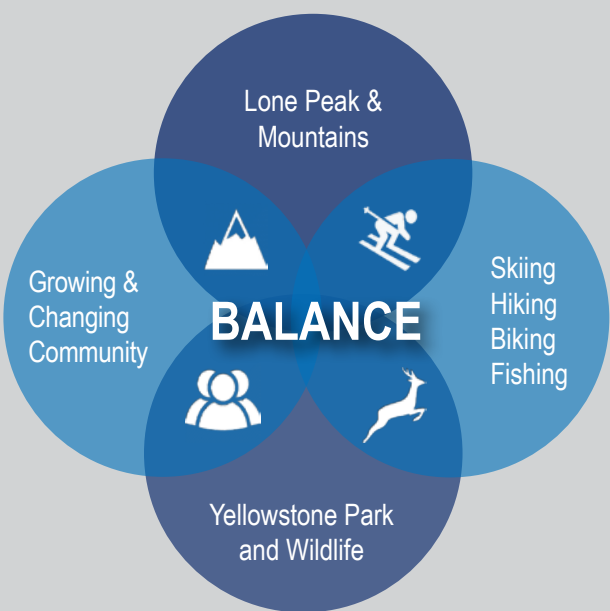 Lone Peak &
Mountains
Growing &
Changing
Community
BALANCE
Skiing
Hiking
Biking
Fishing
Yellowstone Park
and Wildlife